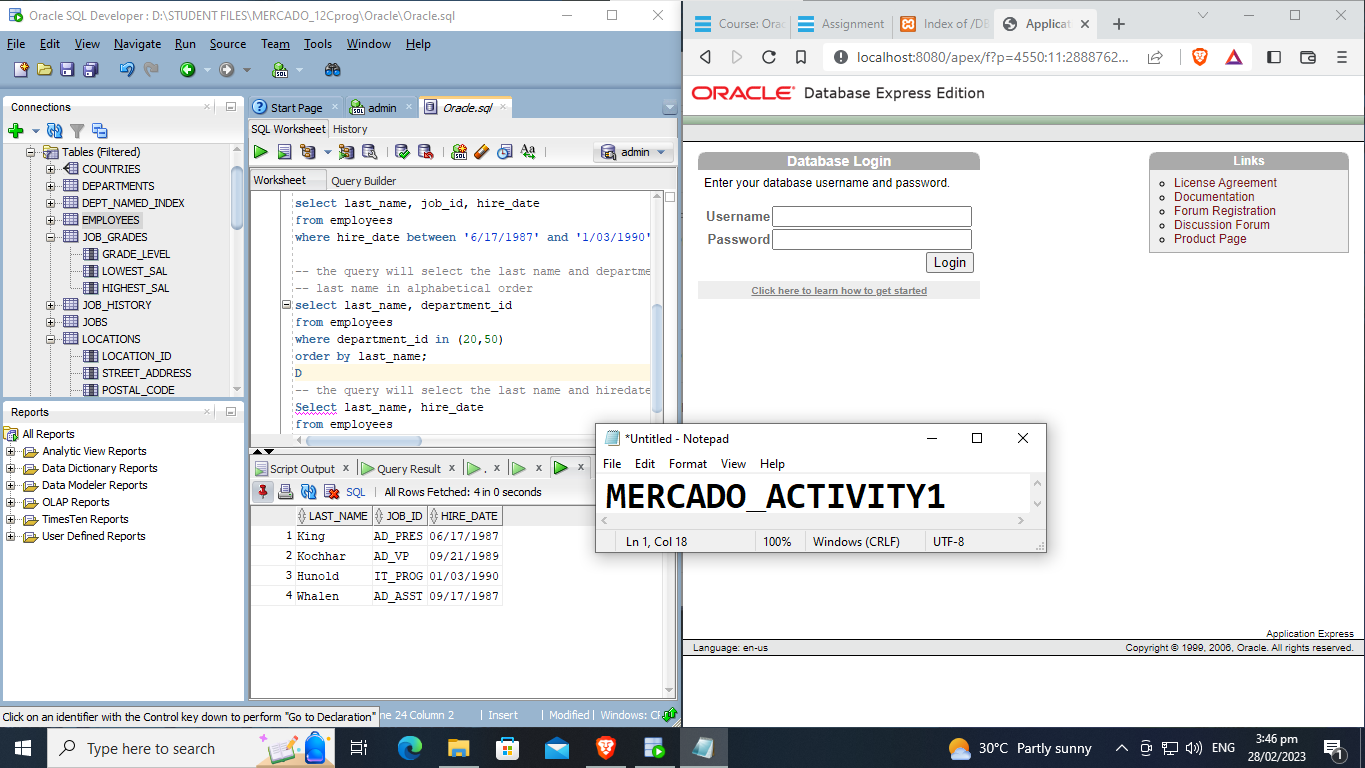 Oracle SQL Developer : D:\STUDENT FILES\MERCADO_12Cprog\Oracle\Oracle.sql
File Edit View Navigate Run Source Team Tools Window Help
Connections
Tables (Filtered)
COUNTRIES
DEPARTMENTS
DEPT_NAMED_INDEX
EMPLOYEES
JOB_GRADES
GRADE_LEVEL
LOWEST_SAL
HIGHEST_SAL
JOB_HISTORY
JOBS
LOCATIONS
LOCATION_ID
STREET_ADDRESS
POSTAL_CODE
Reports
All Reports
Analytic View Reports
Data Dictionary Reports
Data Modeler Reports
OLAP Reports
TimesTen Reports
User Defined Reports
Start Page admin Oracle.sql
SQL Worksheet History
admin
Worksheet Query Builder
select last_name, job_id, hire_date
from employees
where hire_date between '6/17/1987' and '1/03/1990'
-- the query will select the last name and departme
-- last name in alphabetical order
select last_name, department_id
from employees
where department_id in (20,50)
order by last_name;
D
-- the query will select the last name and hiredate
Select last_name, hire_date
from employees
Script Output Query Result
SQL All Rows Fetched: 4 in 0 seconds
LAST_NAME JOB_ID HIRE_DATE
1 King AD_PRES 06/17/1987
2 Kochhar AD_VP 09/21/1989
3 Hunold IT_PROG 01/03/1990
4 Whalen AD_ASST 09/17/1987
Click on an identifier with the Control key down to perform "Go to Declaration"
ne 24 Column 2 Insert Modified Windows: CR
Course: Orac Assignment Index of /DB Applicat
localhost:8080/apex/f?p=4550:11:2888762...
ORACLE Database Express Edition
Database Login
Enter your database username and password.
Username
Password
Login
Click here to learn how to get started
Links
License Agreement
Documentation
Forum Registration
Discussion Forum
Product Page
Application Express
Language: en-us Copyright © 1999, 2006, Oracle. All rights reserved.
*Untitled - Notepad
File Edit Format View Help
MERCADO_ACTIVITY1
Ln 1, Col 18 100% Windows (CRLF) UTF-8
Type here to search
30°C Partly sunny
ENG
3:46 pm
28/02/2023
1